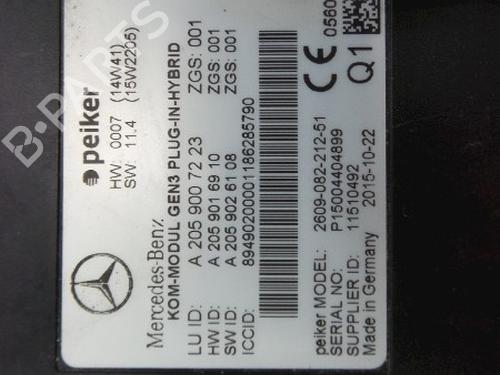 peiker
HW: 0007 (14W41)
SW: 11.4 (15W2205)
Mercedes-Benz
KOM-MODUL GEN3 PLUG-IN-HYBRID
LU ID: A 205 900 72 23 ZGS: 001
HW ID: A 205 901 69 10 ZGS: 001
SW ID: A 205 902 61 08 ZGS: 001
ICCID: 89490200001186285790
peiker MODEL: 2609-082-212-51
SERIAL NO: P15004404899
SUPPLIER ID: 11510492
Made in Germany 2015-10-22
CE
0560
Q1
B-PARTS